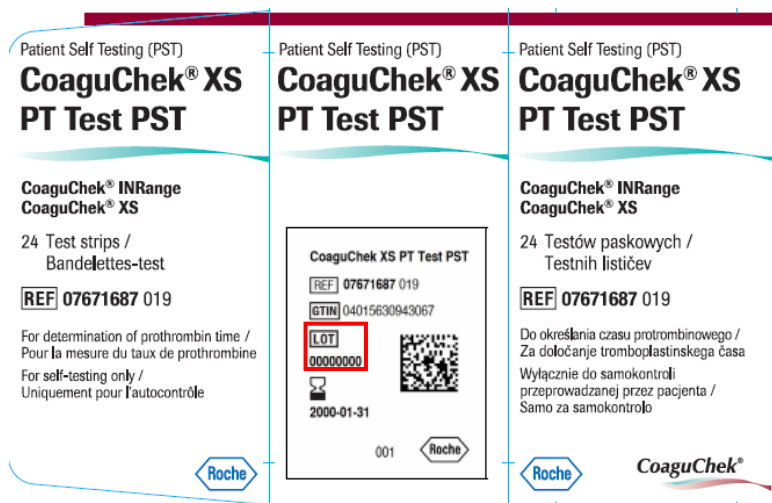 Patient Self Testing (PST)
CoaguChek® XS
PT Test PST
CoaguChek® INRange
CoaguChek® XS
24 Test strips /
Bandelettes-test
REF 07671687 019
For determination of prothrombin time /
Pour la mesure du taux de prothrombine
For self-testing only /
Uniquement pour l'autocontrôle
Roche
Patient Self Testing (PST)
CoaguChek® XS
PT Test PST
CoaguChek XS PT Test PST
REF 07671687 019
GTIN 04015630943067
LOT
00000000
2000-01-31
001
Roche
Patient Self Testing (PST)
CoaguChek® XS
PT Test PST
CoaguChek® INRange
CoaguChek® XS
24 Testów paskowych /
Testnih lističev
REF 07671687 019
Do określania czasu protrombinowego /
Za določanje tromboplastinskega časa
Wyłącznie do samokontroli
przeprowadzanej przez pacjenta /
Samo za samokontrolo
Roche
CoaguChek®